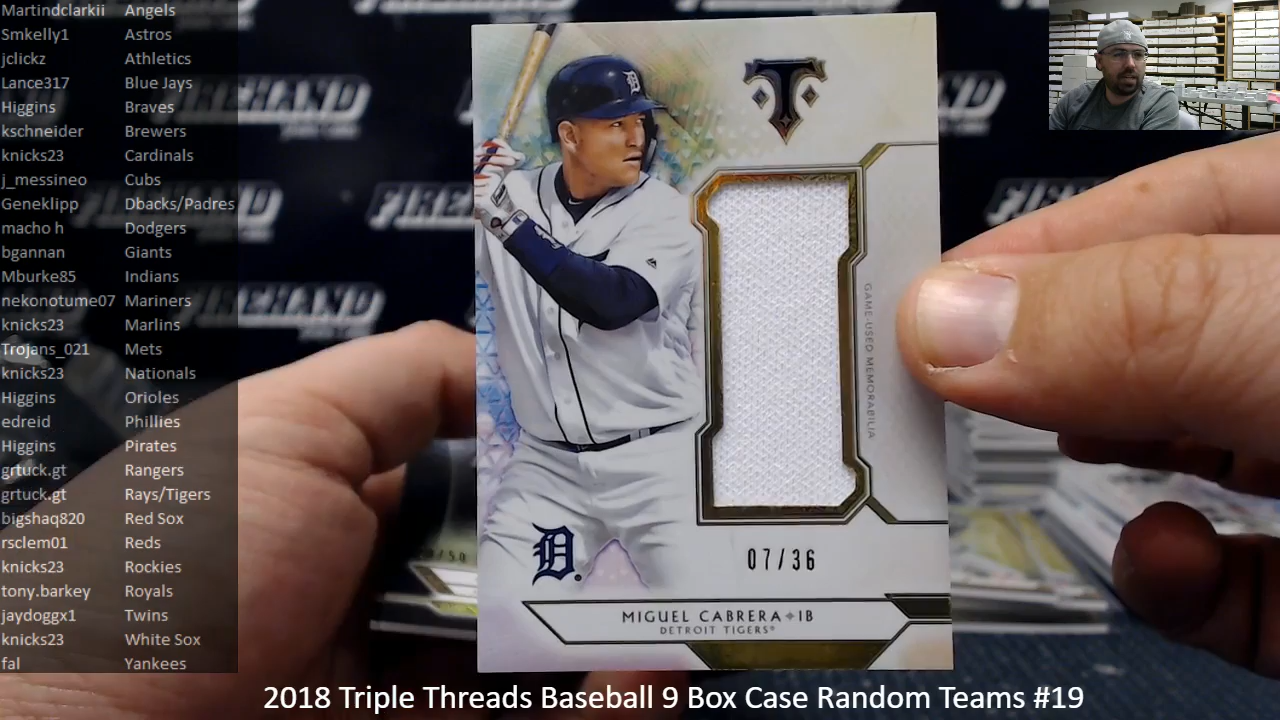 Martindclarkii Angels
Smkelly1 Astros
jclickz Athletics
Lance317 Blue Jays
Higgins Braves
kschneider Brewers
knicks23 Cardinals
j_messineo Cubs
Geneklipp Dbacks/Padres
macho h Dodgers
bgannan Giants
Mburke85 Indians
nekonotume07 Mariners
knicks23 Marlins
Trojans_021 Mets
knicks23 Nationals
Higgins Orioles
edreid Phillies
Higgins Pirates
grtuck.gt Rangers
grtuck.gt Rays/Tigers
bigshaq820 Red Sox
rsclem01 Reds
knicks23 Rockies
tony.barkey Royals
jaydoggx1 Twins
knicks23 White Sox
fal Yankees
FIREHAND
T
D
GAME-USED MEMORABILIA
07/36
D
MIGUEL CABRERA 1B
DETROIT TIGERS®
2018 Triple Threads Baseball 9 Box Case Random Teams #19